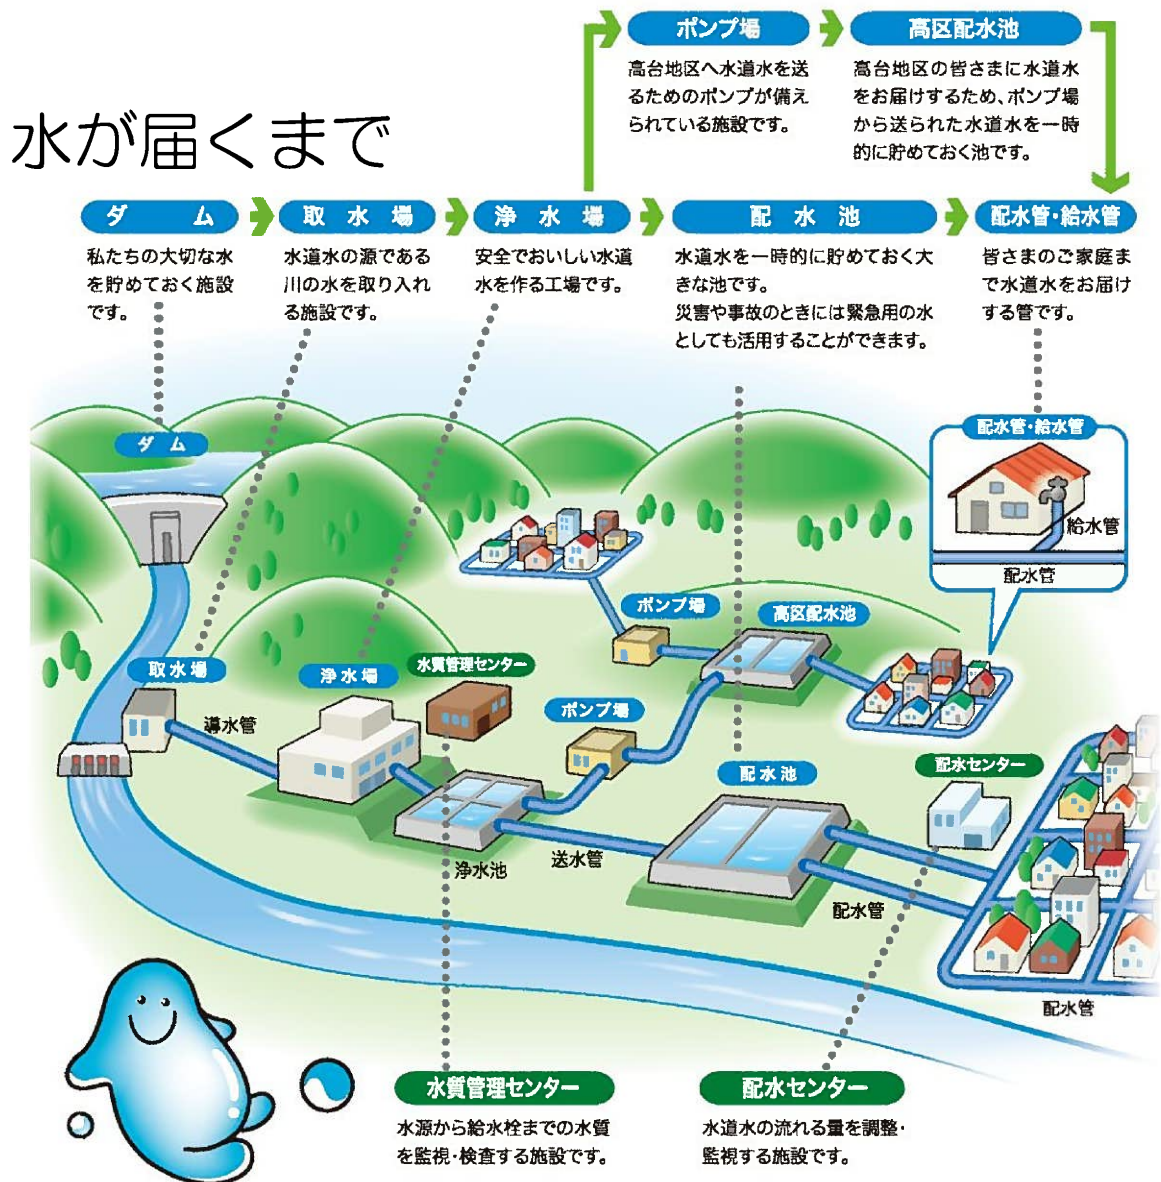 水が届くまで
ポンプ場
高台地区へ水道水を送
るためのポンプが備え
られている施設です。
高区配水池
高台地区の皆さまに水道水
をお届けするため、ポンプ場
から送られた水道水を一時
的に貯めておく池です。
ダム
私たちの大切な水
を貯めておく施設
です。
取水場
水道水の源である
川の水を取り入れ
る施設です。
浄水場
安全でおいしい水道
水を作る工場です。
配水池
水道水を一時的に貯めておく大
きな池です。
災害や事故のときには緊急用の水
としても活用することができます。
配水管・給水管
皆さまのご家庭ま
で水道水をお届け
する管です。
ダム
配水管・給水管
給水管
配水管
ポンプ場
高区配水池
取水場
浄水場
水質管理センター
導水管
ポンプ場
配水池
配水センター
浄水池
送水管
配水管
配水管
水質管理センター
水源から給水栓までの水質
を監視・検査する施設です。
配水センター
水道水の流れる量を調整・
監視する施設です。